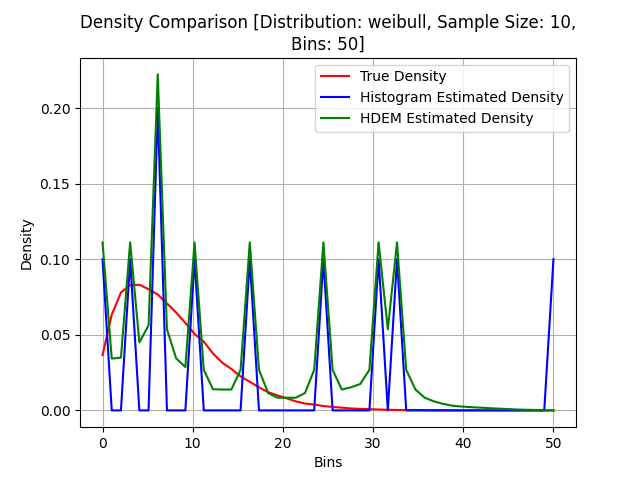 Density Comparison [Distribution: weibull, Sample Size: 10,
Bins: 50]
True Density
Histogram Estimated Density
HDEM Estimated Density
Density
0.20
0.15
0.10
0.05
0.00
0 10 20 30 40 50
Bins